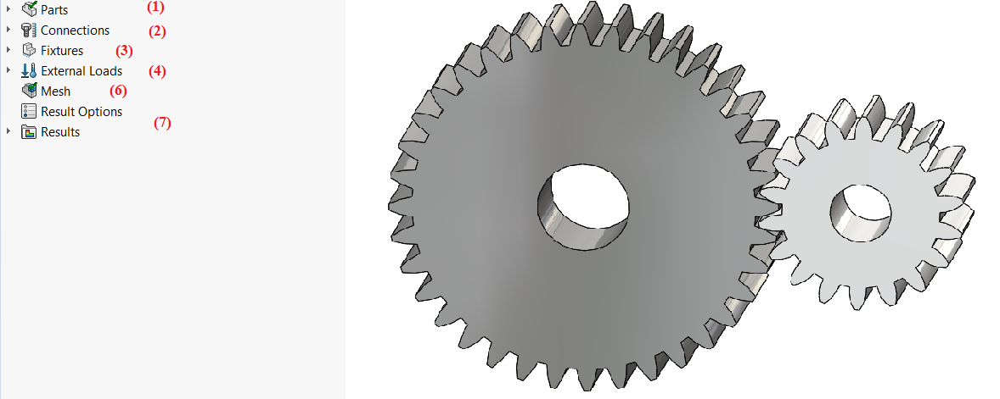 Parts (1)
Connections (2)
Fixtures (3)
External Loads (4)
Mesh (6)
Result Options
(7)
Results